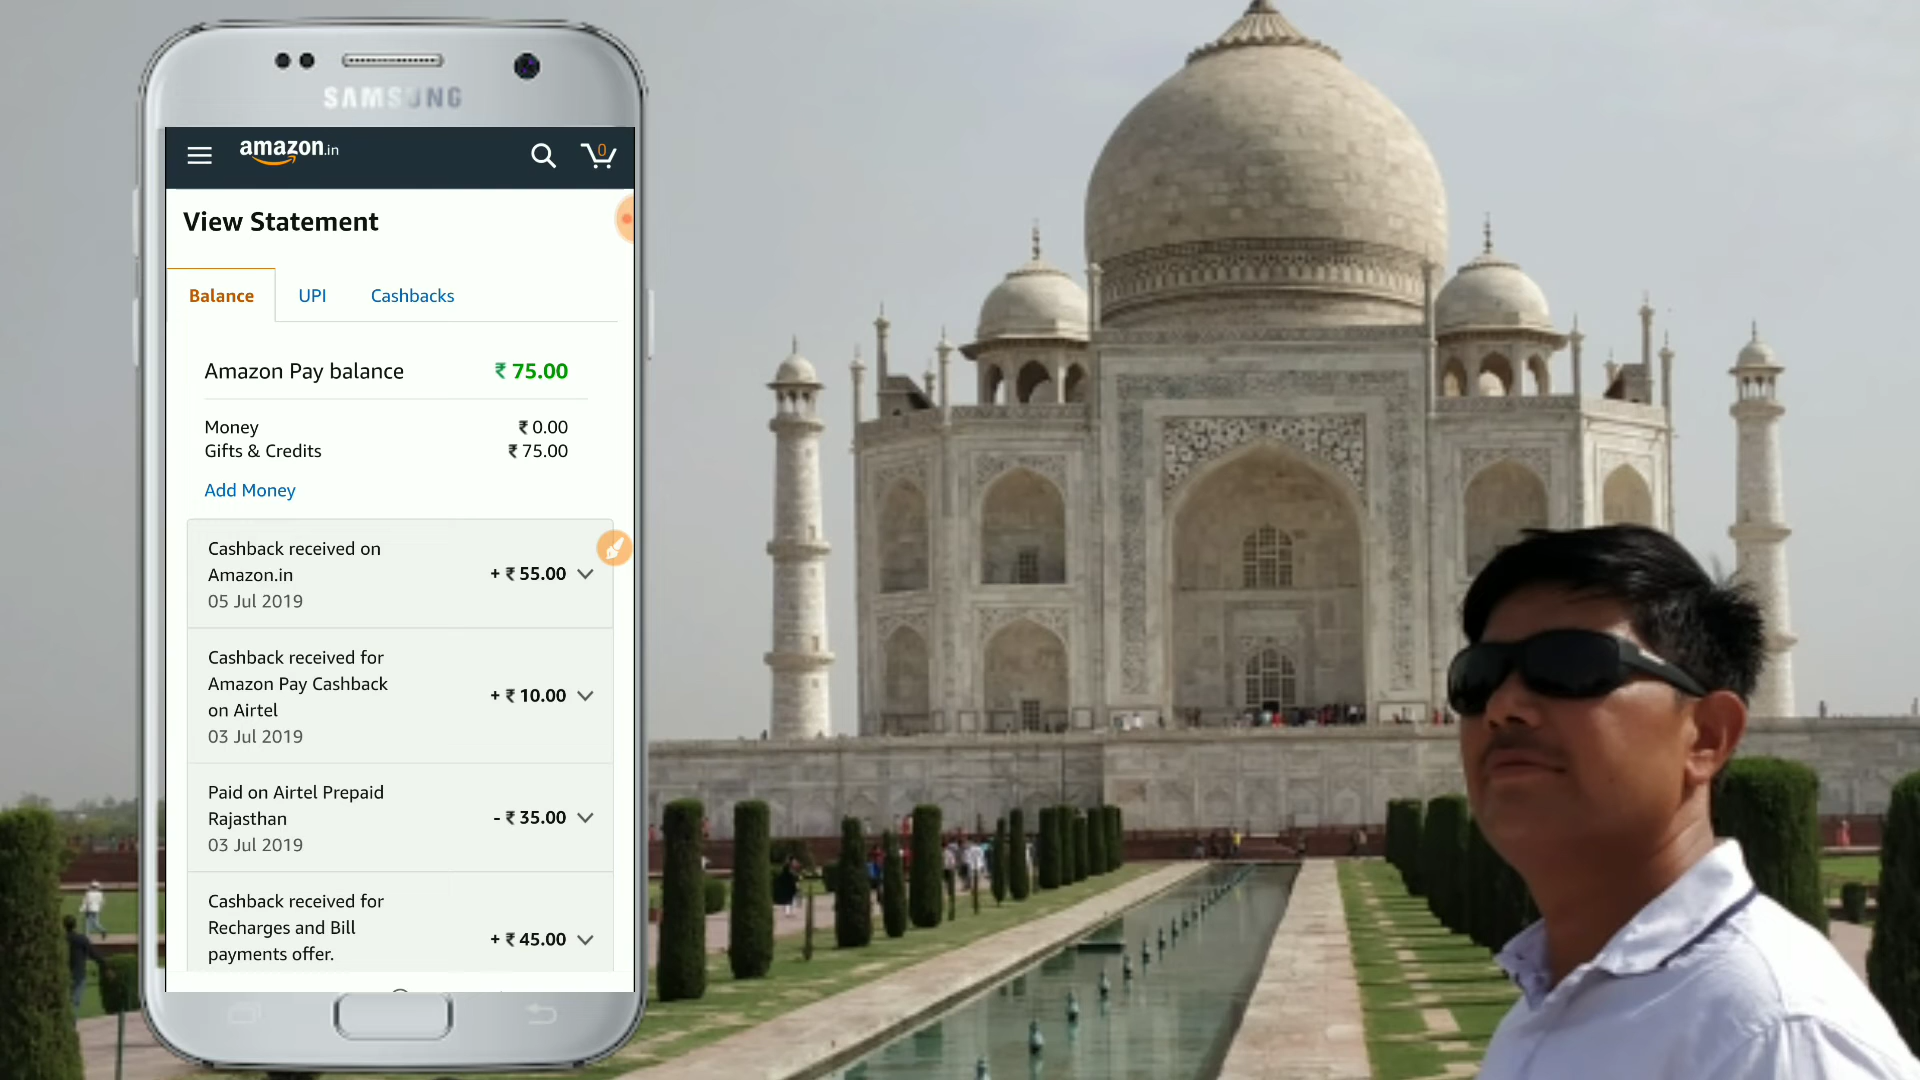 SAMSUNG
amazon.in
0
View Statement
Balance UPI Cashbacks
Amazon Pay balance ₹ 75.00
Money ₹ 0.00
Gifts & Credits ₹ 75.00
Add Money
Cashback received on
Amazon.in
+ ₹ 55.00
05 Jul 2019
Cashback received for
Amazon Pay Cashback
+ ₹ 10.00
on Airtel
03 Jul 2019
Paid on Airtel Prepaid
Rajasthan
- ₹ 35.00
03 Jul 2019
Cashback received for
Recharges and Bill
+ ₹ 45.00
payments offer.